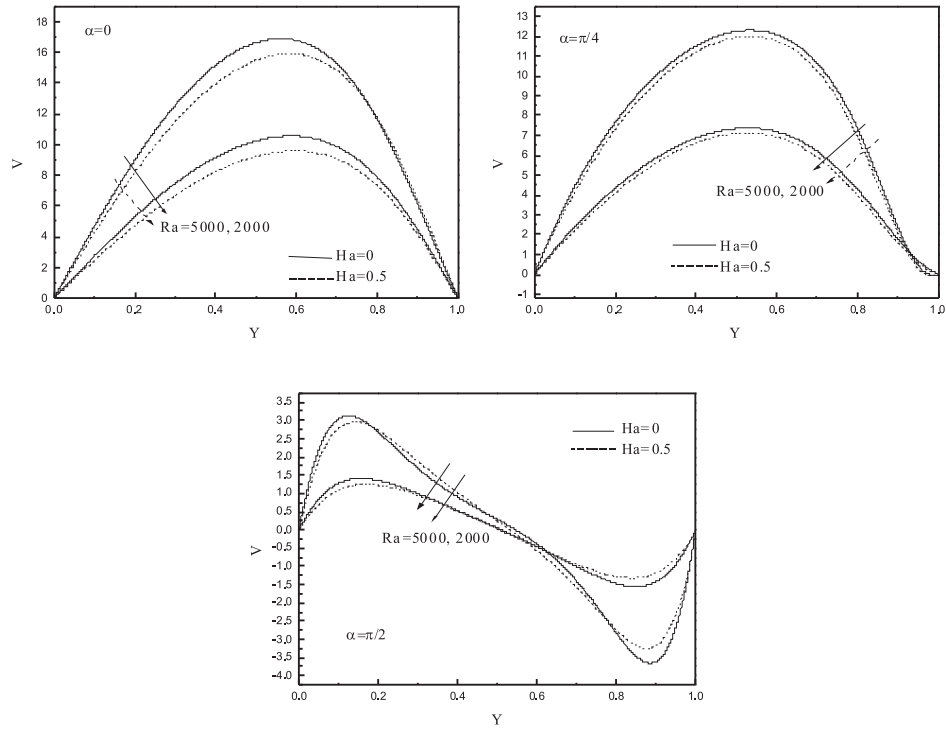 α=0
18
16
14
12
10
8
6
4
2
0
V
Ra=5000, 2000
Ha=0
Ha=0.5
0.0 0.2 0.4 0.6 0.8 1.0
Y
α=π/4
13
12
11
10
9
8
7
6
5
4
3
2
1
0
-1
V
Ra=5000, 2000
Ha=0
Ha=0.5
0.0 0.2 0.4 0.6 0.8 1.0
Y
3.5
3.0
2.5
2.0
1.5
1.0
0.5
0.0
-0.5
-1.0
-1.5
-2.0
-2.5
-3.0
-3.5
-4.0
V
Ha=0
Ha=0.5
Ra=5000, 2000
α=π/2
0.0 0.2 0.4 0.6 0.8 1.0
Y